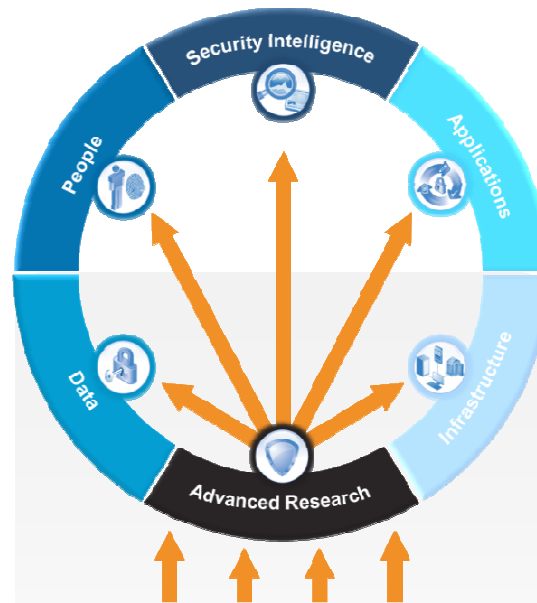 Security Intelligence
People
Applications
Data
Infrastructure
Advanced Research